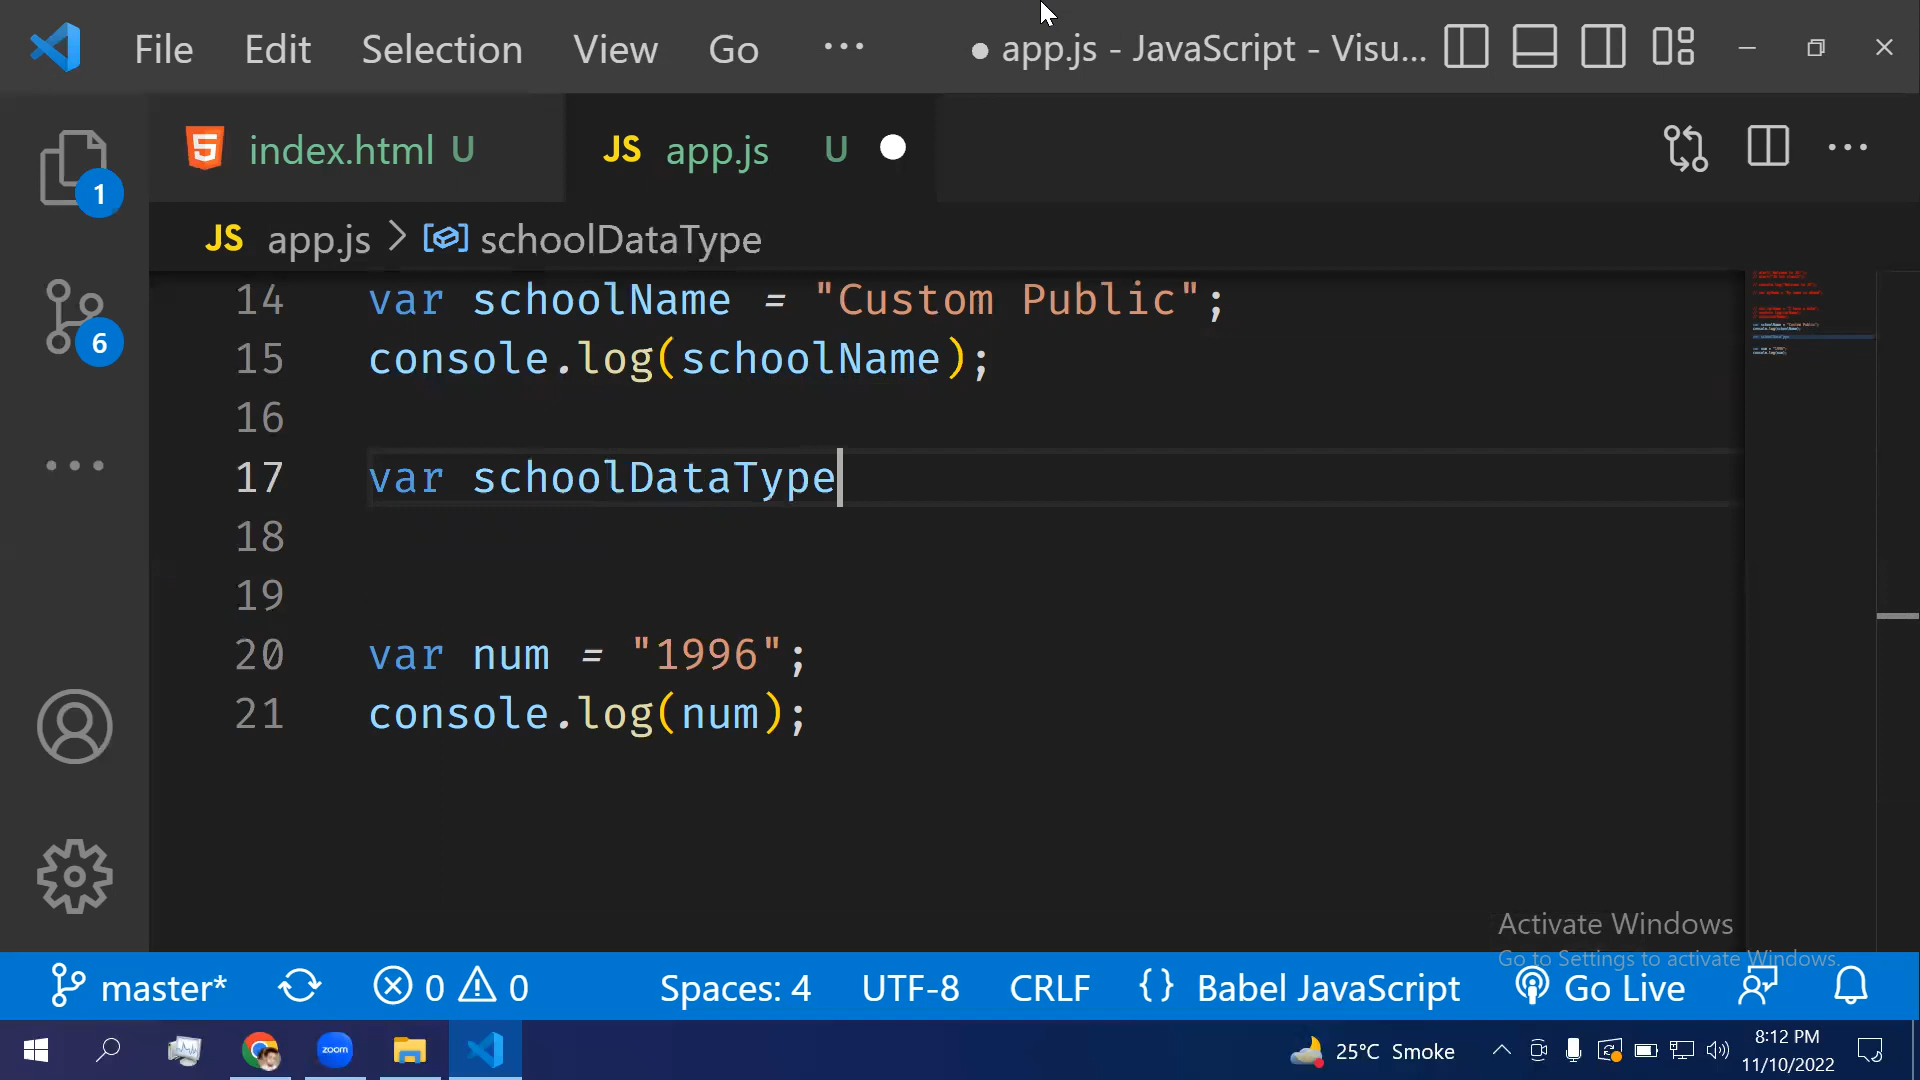 File Edit Selection View Go ··· ● app.js - JavaScript - Visu...
index.html U JS app.js U
JS app.js > schoolDataType
1
6
14 var schoolName = "Custom Public";
15 console.log(schoolName);
16
17 var schoolDataType
18
19
20 var num = "1996";
21 console.log(num);
Activate Windows
Go to Settings to activate Windows.
master* 0 0 Spaces: 4 UTF-8 CRLF {} Babel JavaScript Go Live
zoom 25°C Smoke 8:12 PM
11/10/2022